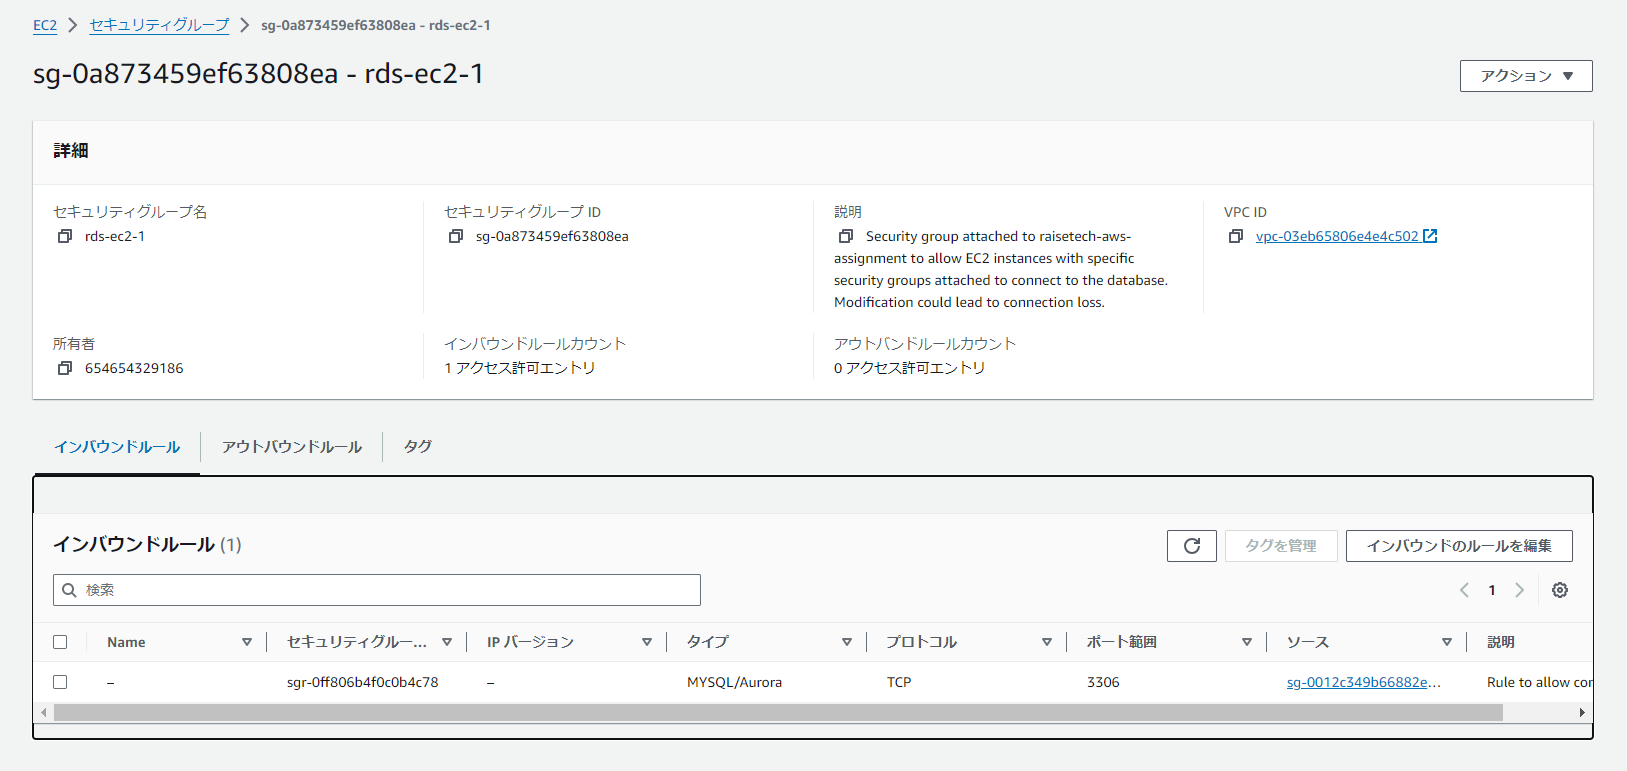 EC2 > セキュリティグループ > sg-0a873459ef63808ea - rds-ec2-1
sg-0a873459ef63808ea - rds-ec2-1
アクション ▼
詳細
セキュリティグループ名
rds-ec2-1
セキュリティグループ ID
sg-0a873459ef63808ea
説明
Security group attached to raisetech-aws-
assignment to allow EC2 instances with specific
security groups attached to connect to the database.
Modification could lead to connection loss.
VPC ID
vpc-03eb65806e4e4c502
所有者
654654329186
インバウンドルールカウント
1 アクセス許可エントリ
アウトバンドルールカウント
0 アクセス許可エントリ
インバウンドルール アウトバウンドルール タグ
インバウンドルール (1)
タグを管理 インバウンドのルールを編集
検索
1
Name セキュリティグルー... IP バージョン タイプ プロトコル ポート範囲 ソース 説明
– sgr-0ff806b4f0c0b4c78 – MYSQL/Aurora TCP 3306 sg-0012c349b66882e... Rule to allow cor